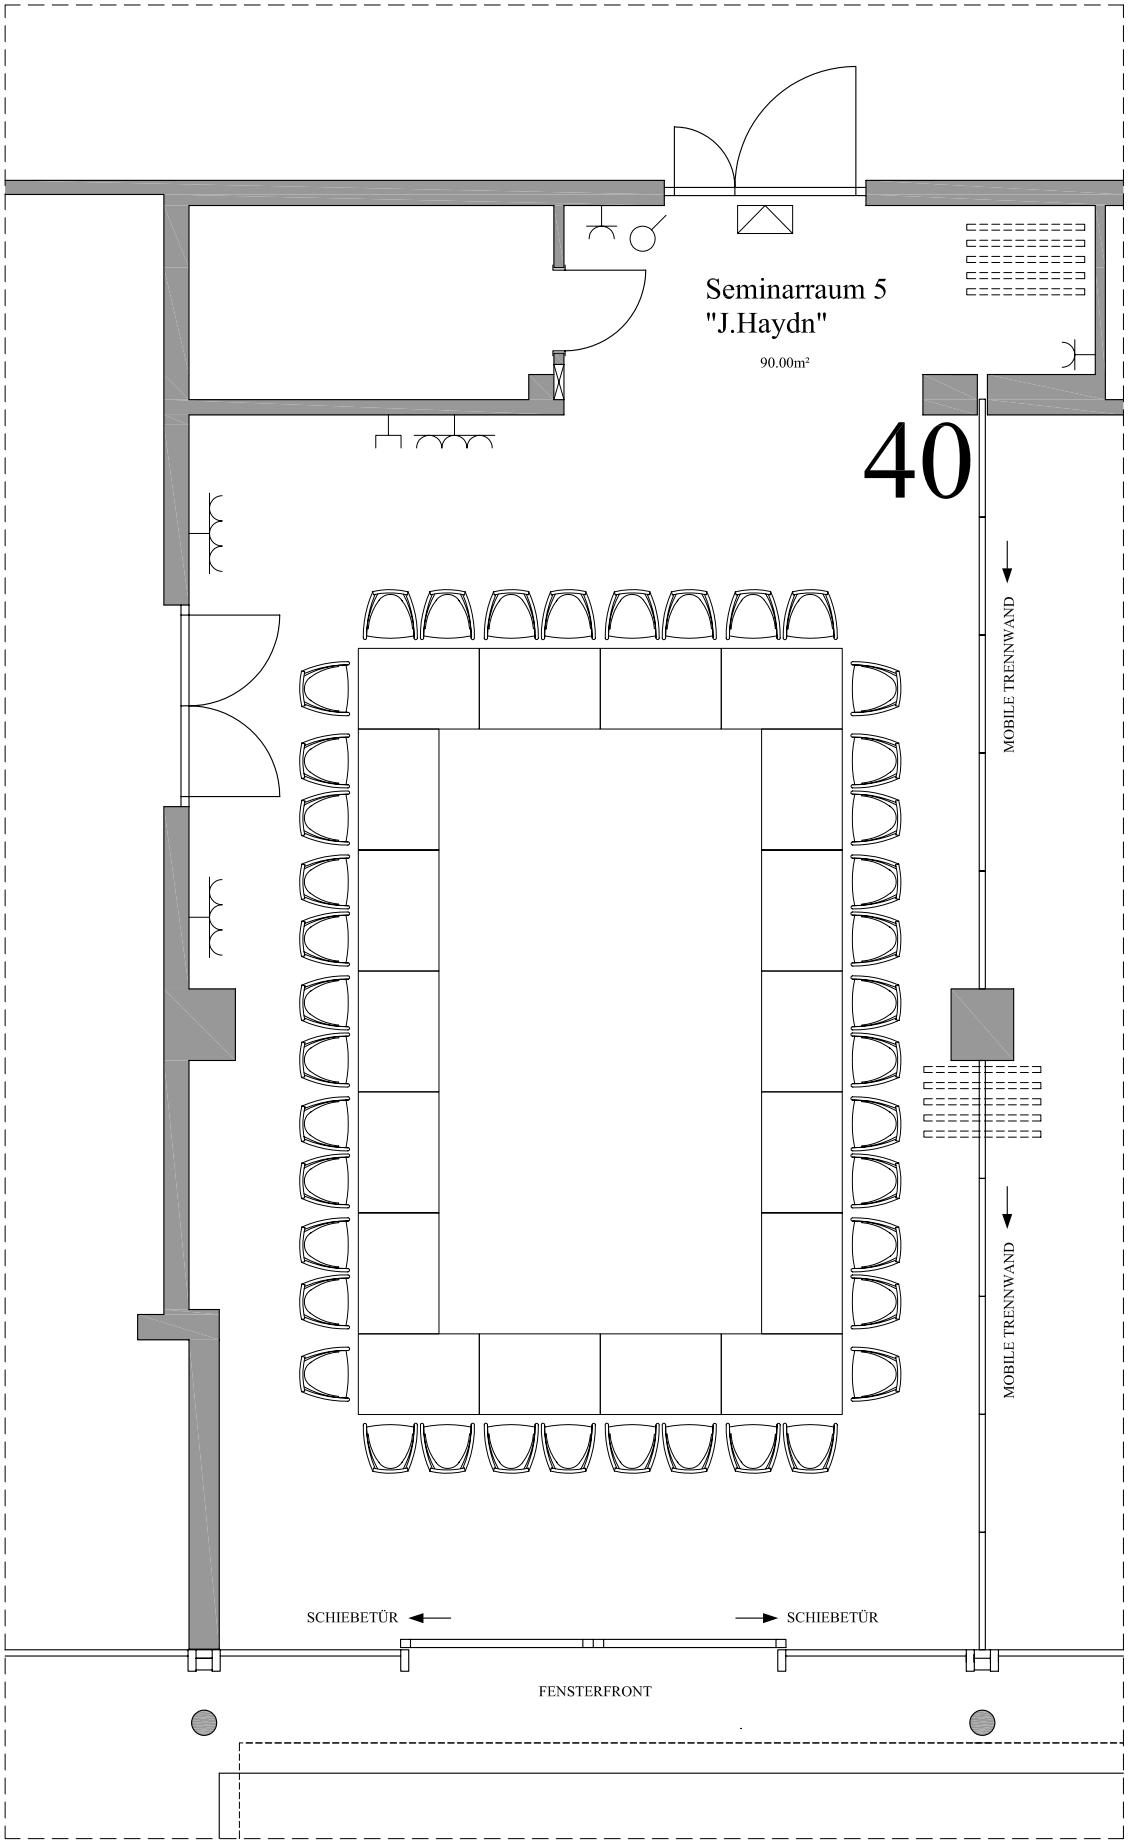 Seminarraum 5
"J.Haydn"
90.00m²
40
MOBILE TRENNWAND
MOBILE TRENNWAND
SCHIEBETÜR
SCHIEBETÜR
FENSTERFRONT